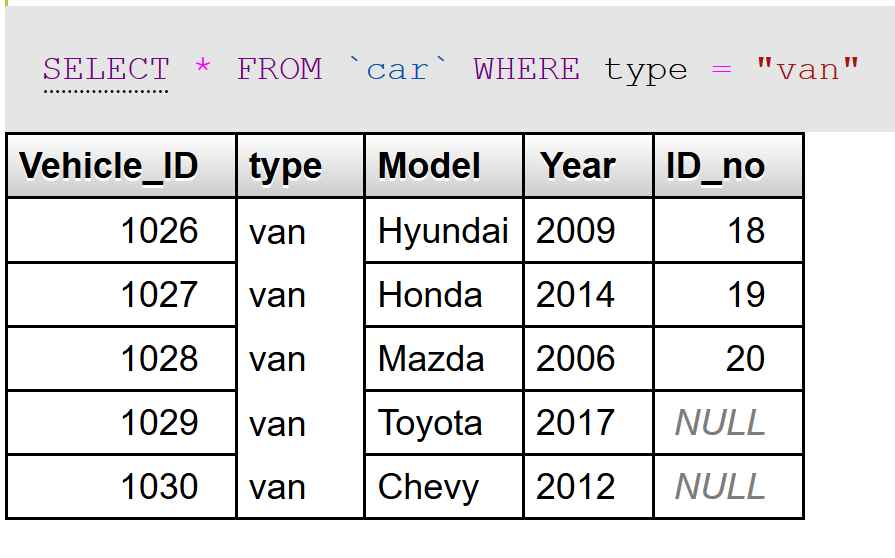 SELECT * FROM `car` WHERE type = "van"
Vehicle_ID type Model Year ID_no
1026 van Hyundai 2009 18
1027 van Honda 2014 19
1028 van Mazda 2006 20
1029 van Toyota 2017 NULL
1030 van Chevy 2012 NULL